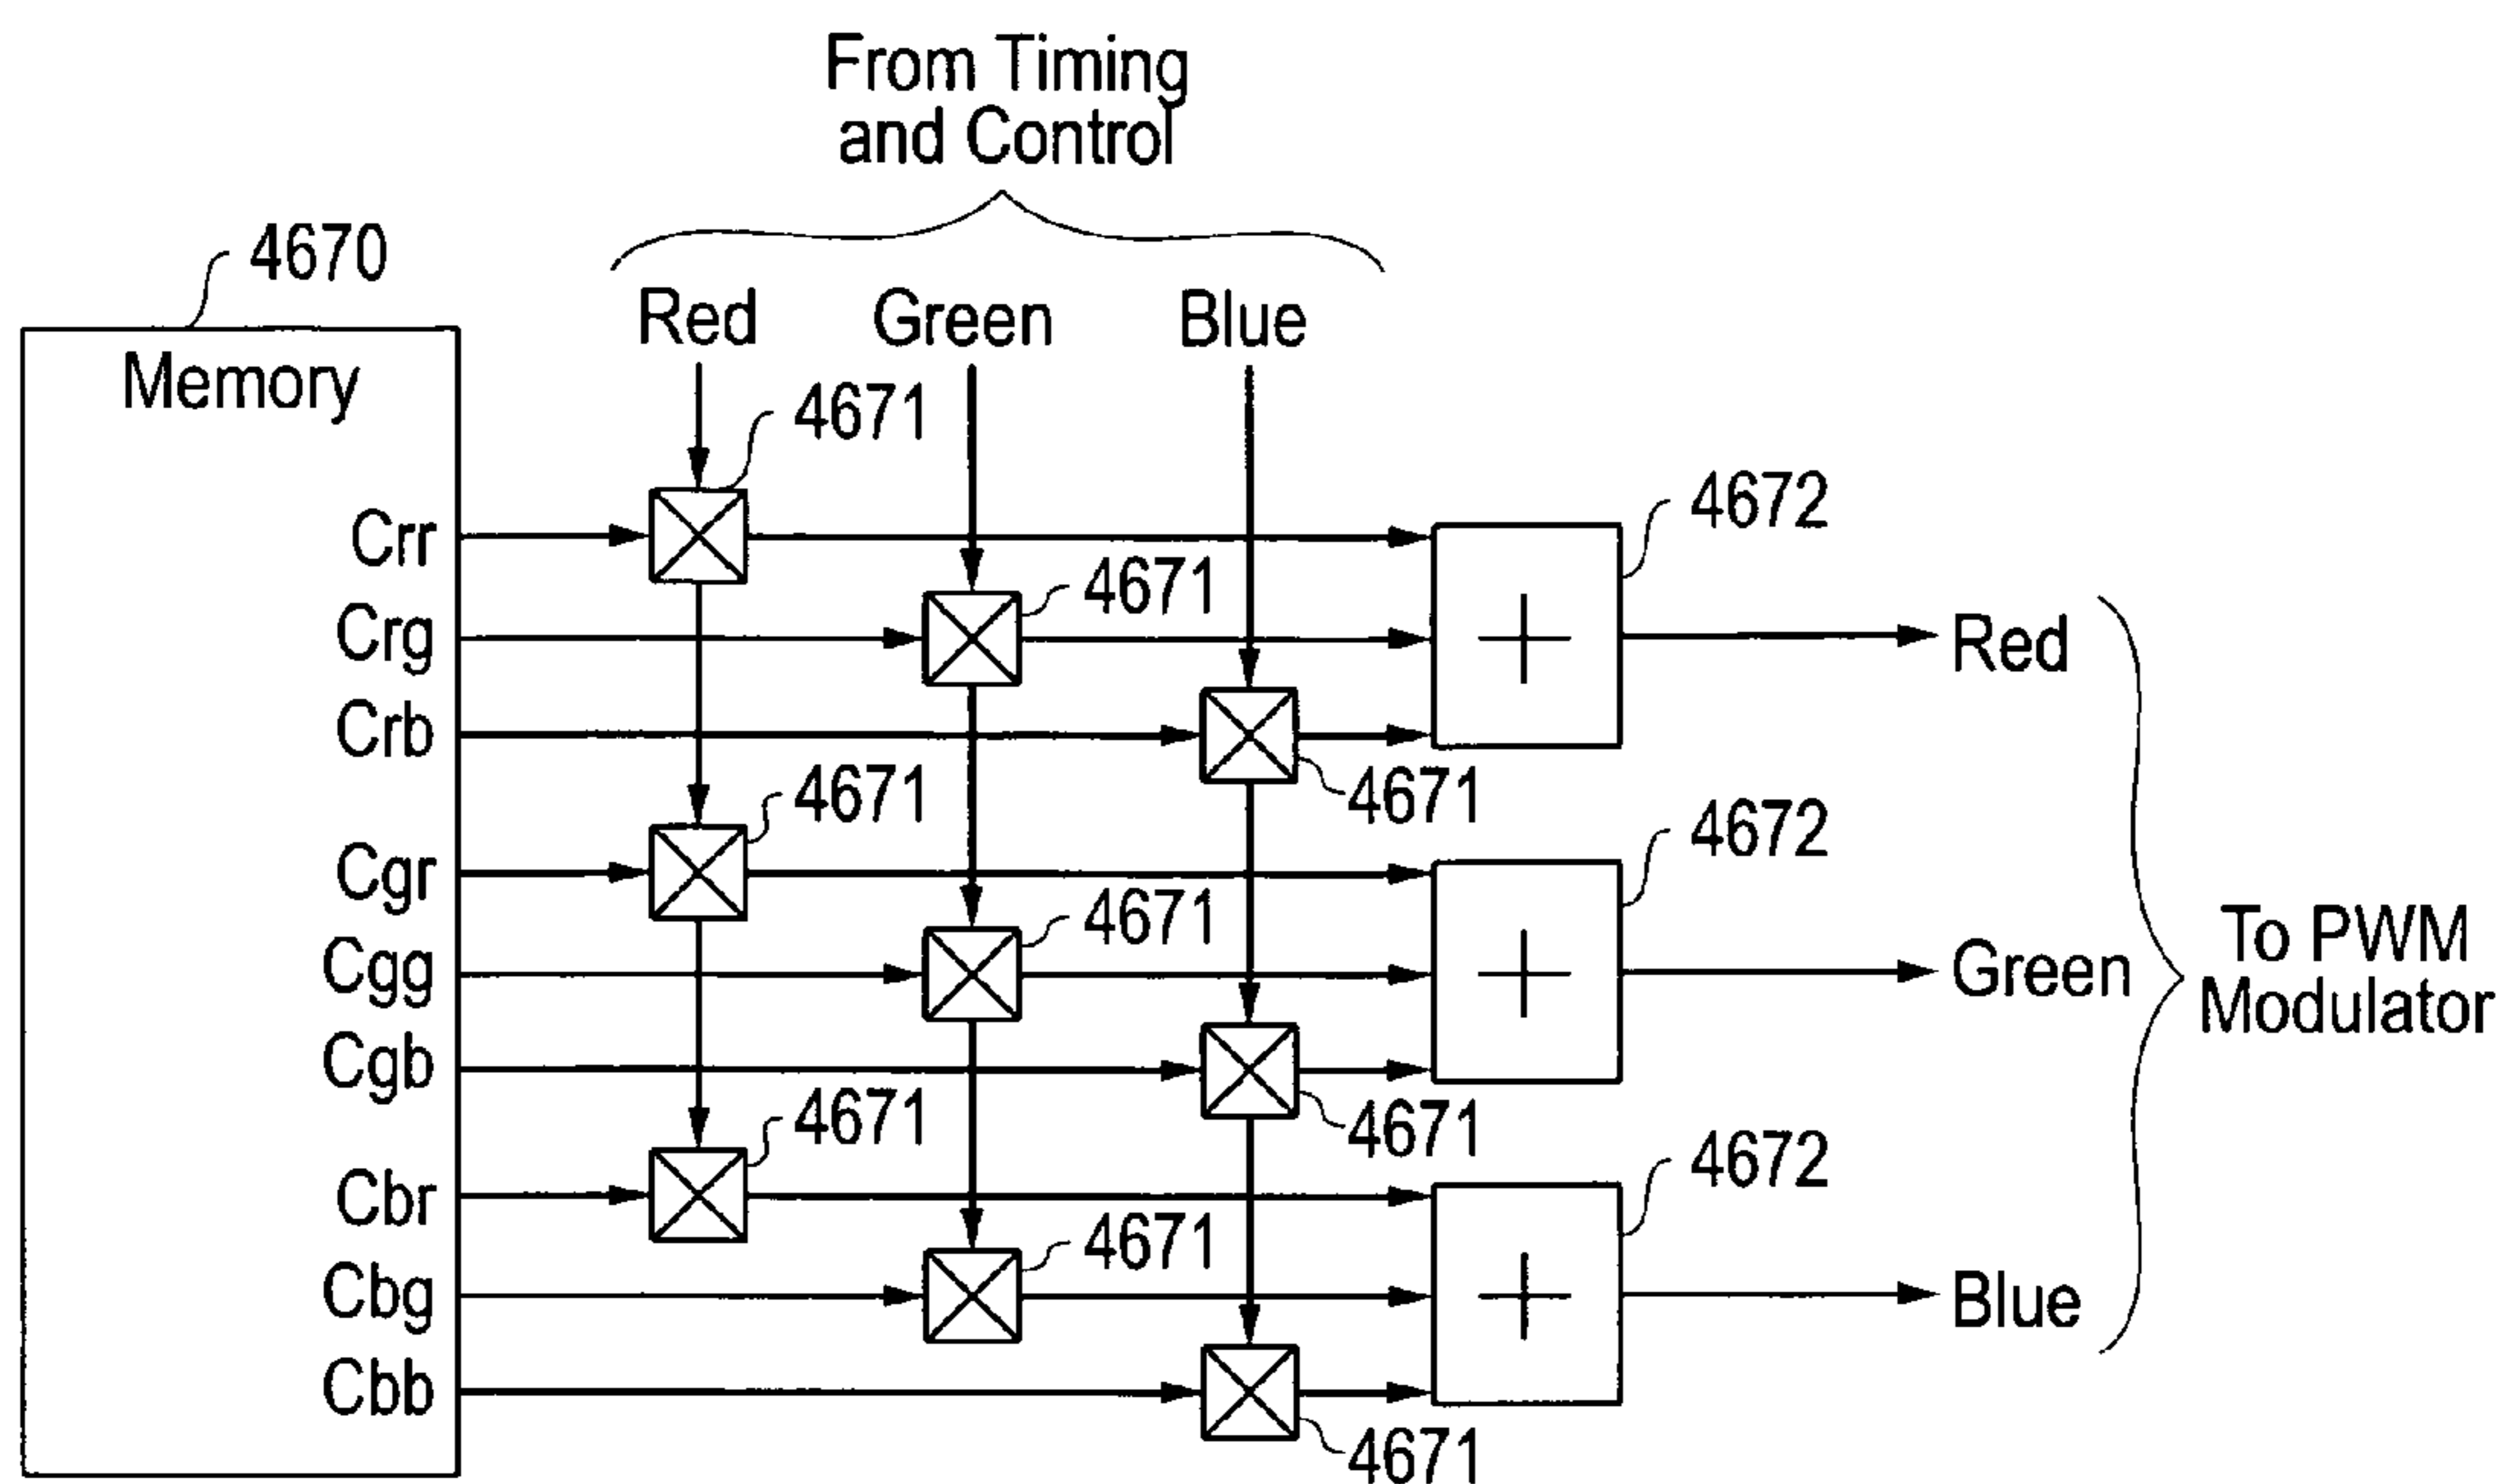 From Timing
and Control
4670
Red Green Blue
Memory
4671
4672
Crr
4671
Crg
Red
Crb
4671
4671
4672
Cgr
4671
To PWM
Modulator
Cgg
Green
Cgb
4671
4671
4672
Cbr
4671
Cbg
Blue
Cbb
4671